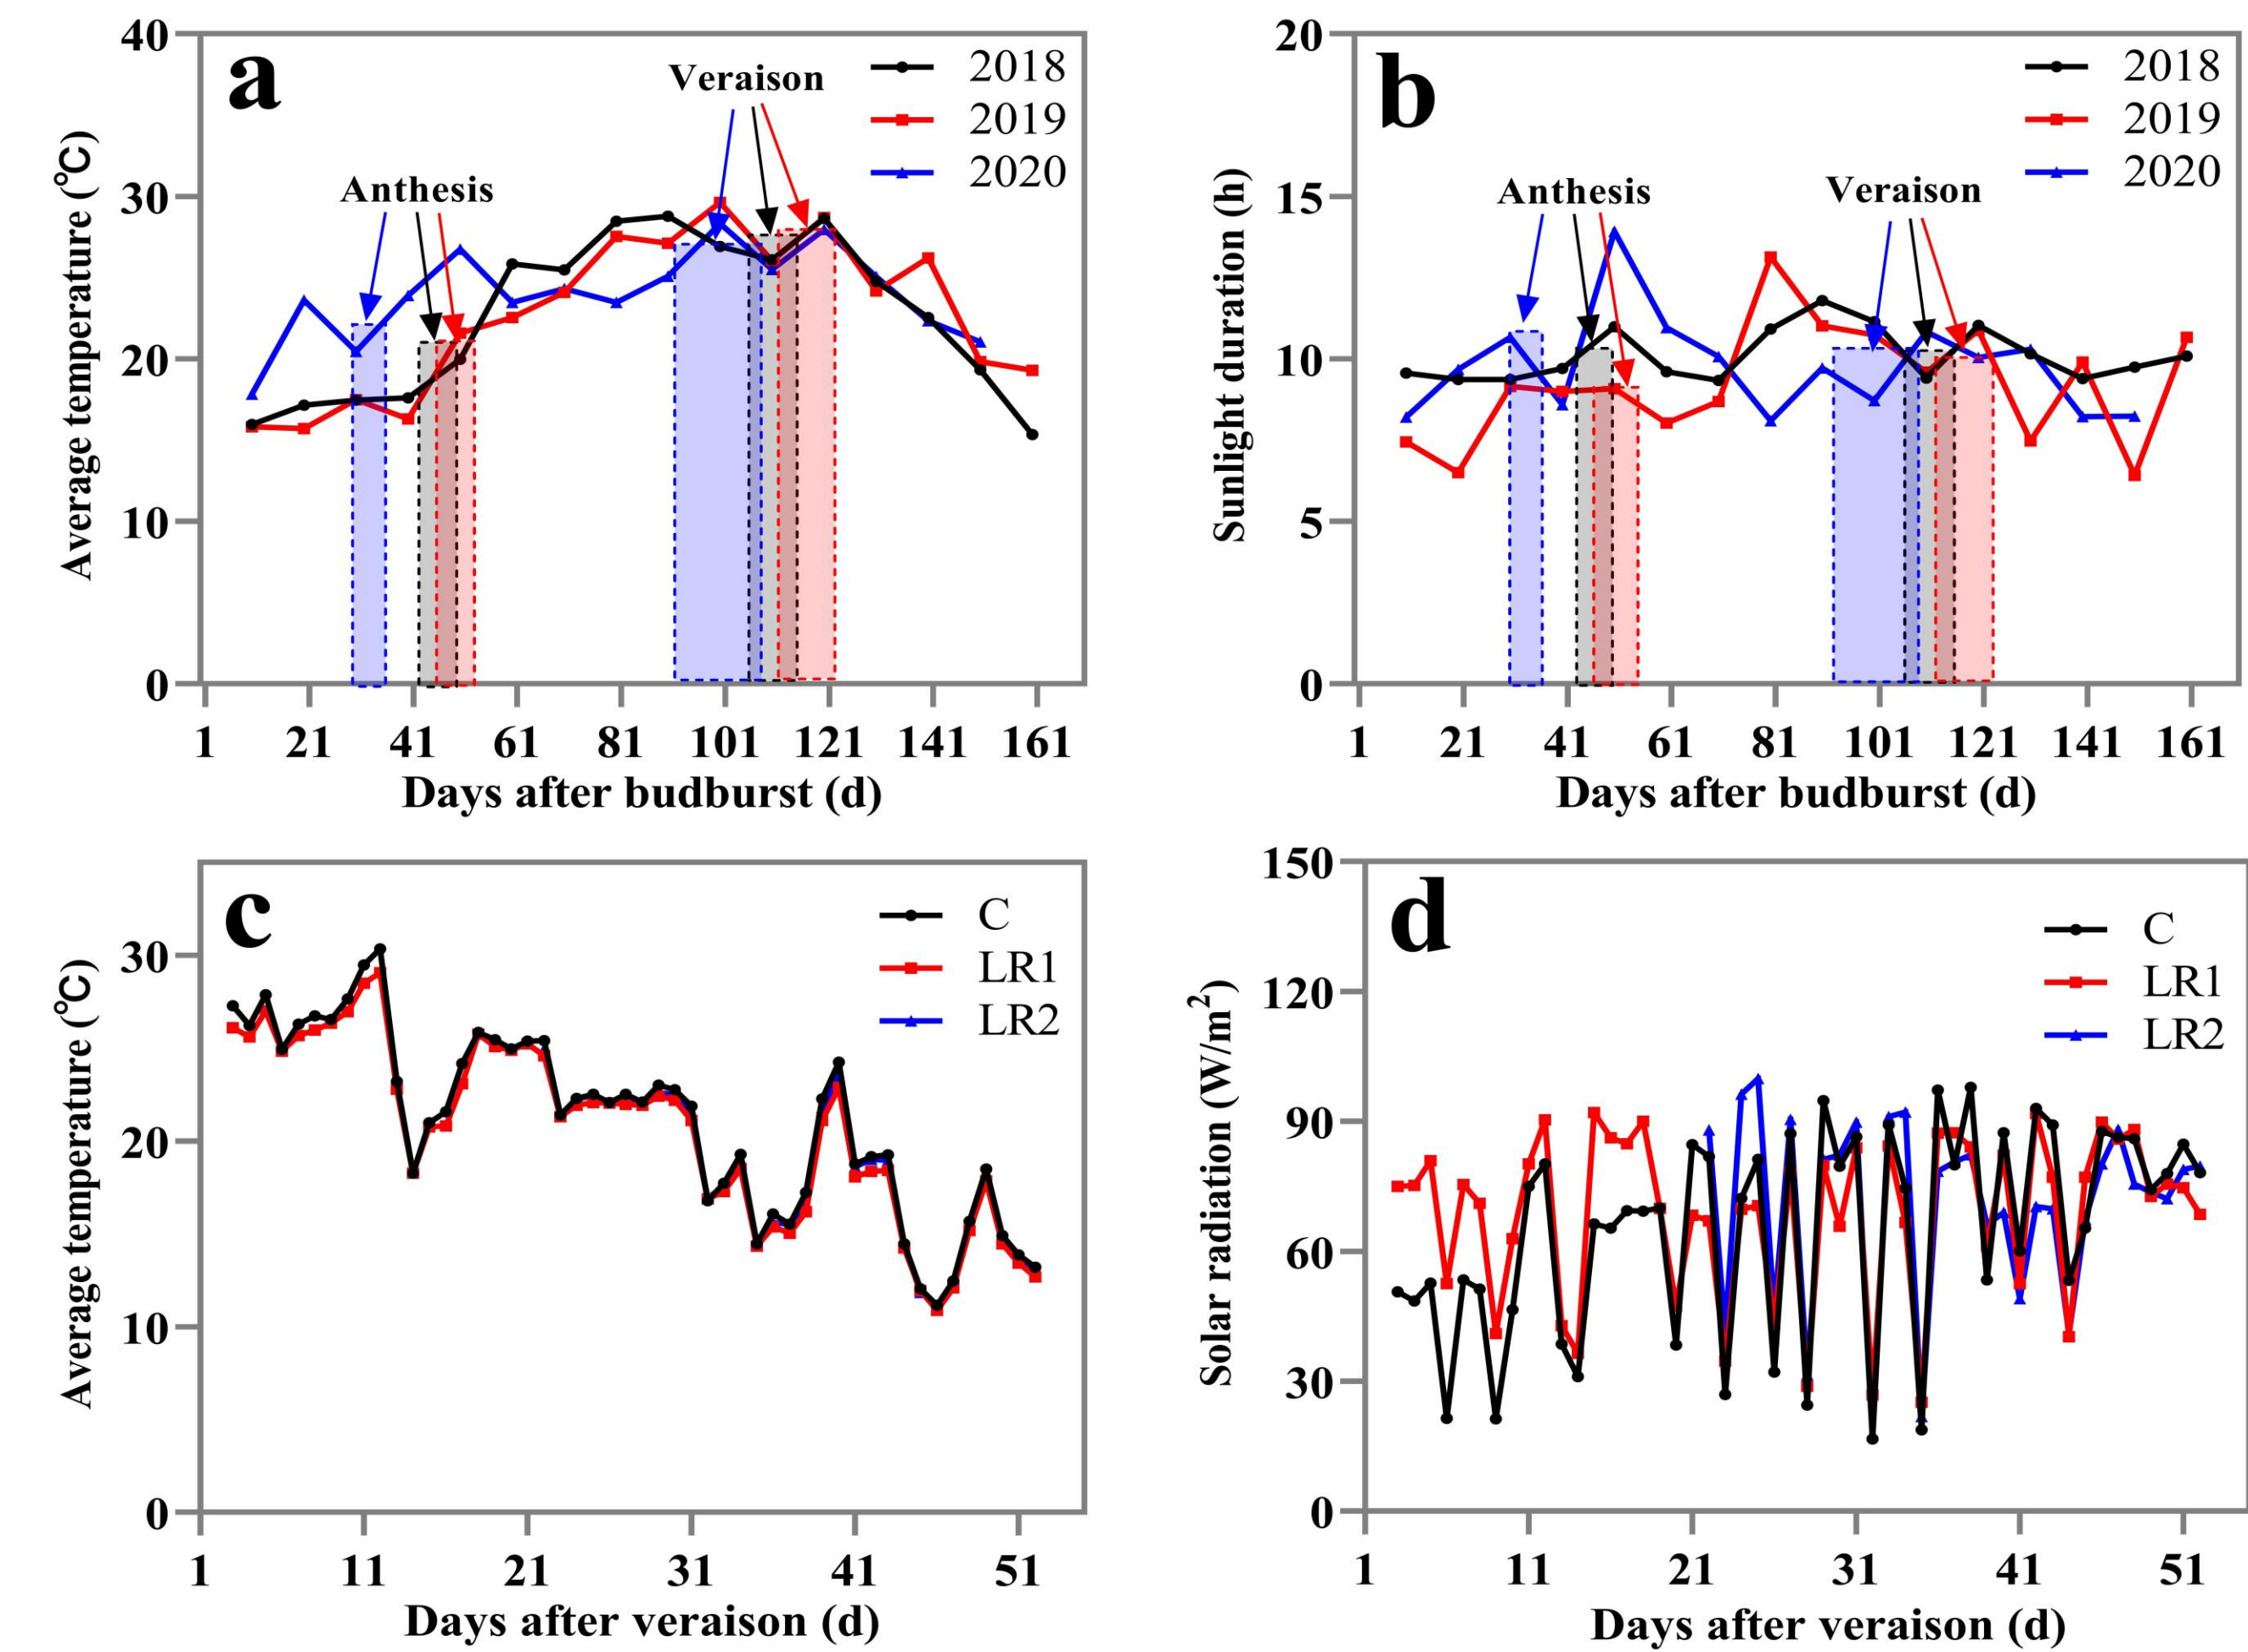 a
Veraison
Anthesis
2018
2019
2020
40
30
20
10
0
Average temperature (℃)
1 21 41 61 81 101 121 141 161
Days after budburst (d)
b
Anthesis
Veraison
2018
2019
2020
20
15
10
5
0
Sunlight duration (h)
1 21 41 61 81 101 121 141 161
Days after budburst (d)
c
C
LR1
LR2
30
20
10
0
Average temperature (℃)
1 11 21 31 41 51
Days after veraison (d)
d
C
LR1
LR2
150
120
90
60
30
0
Solar radiation (W/m²)
1 11 21 31 41 51
Days after veraison (d)